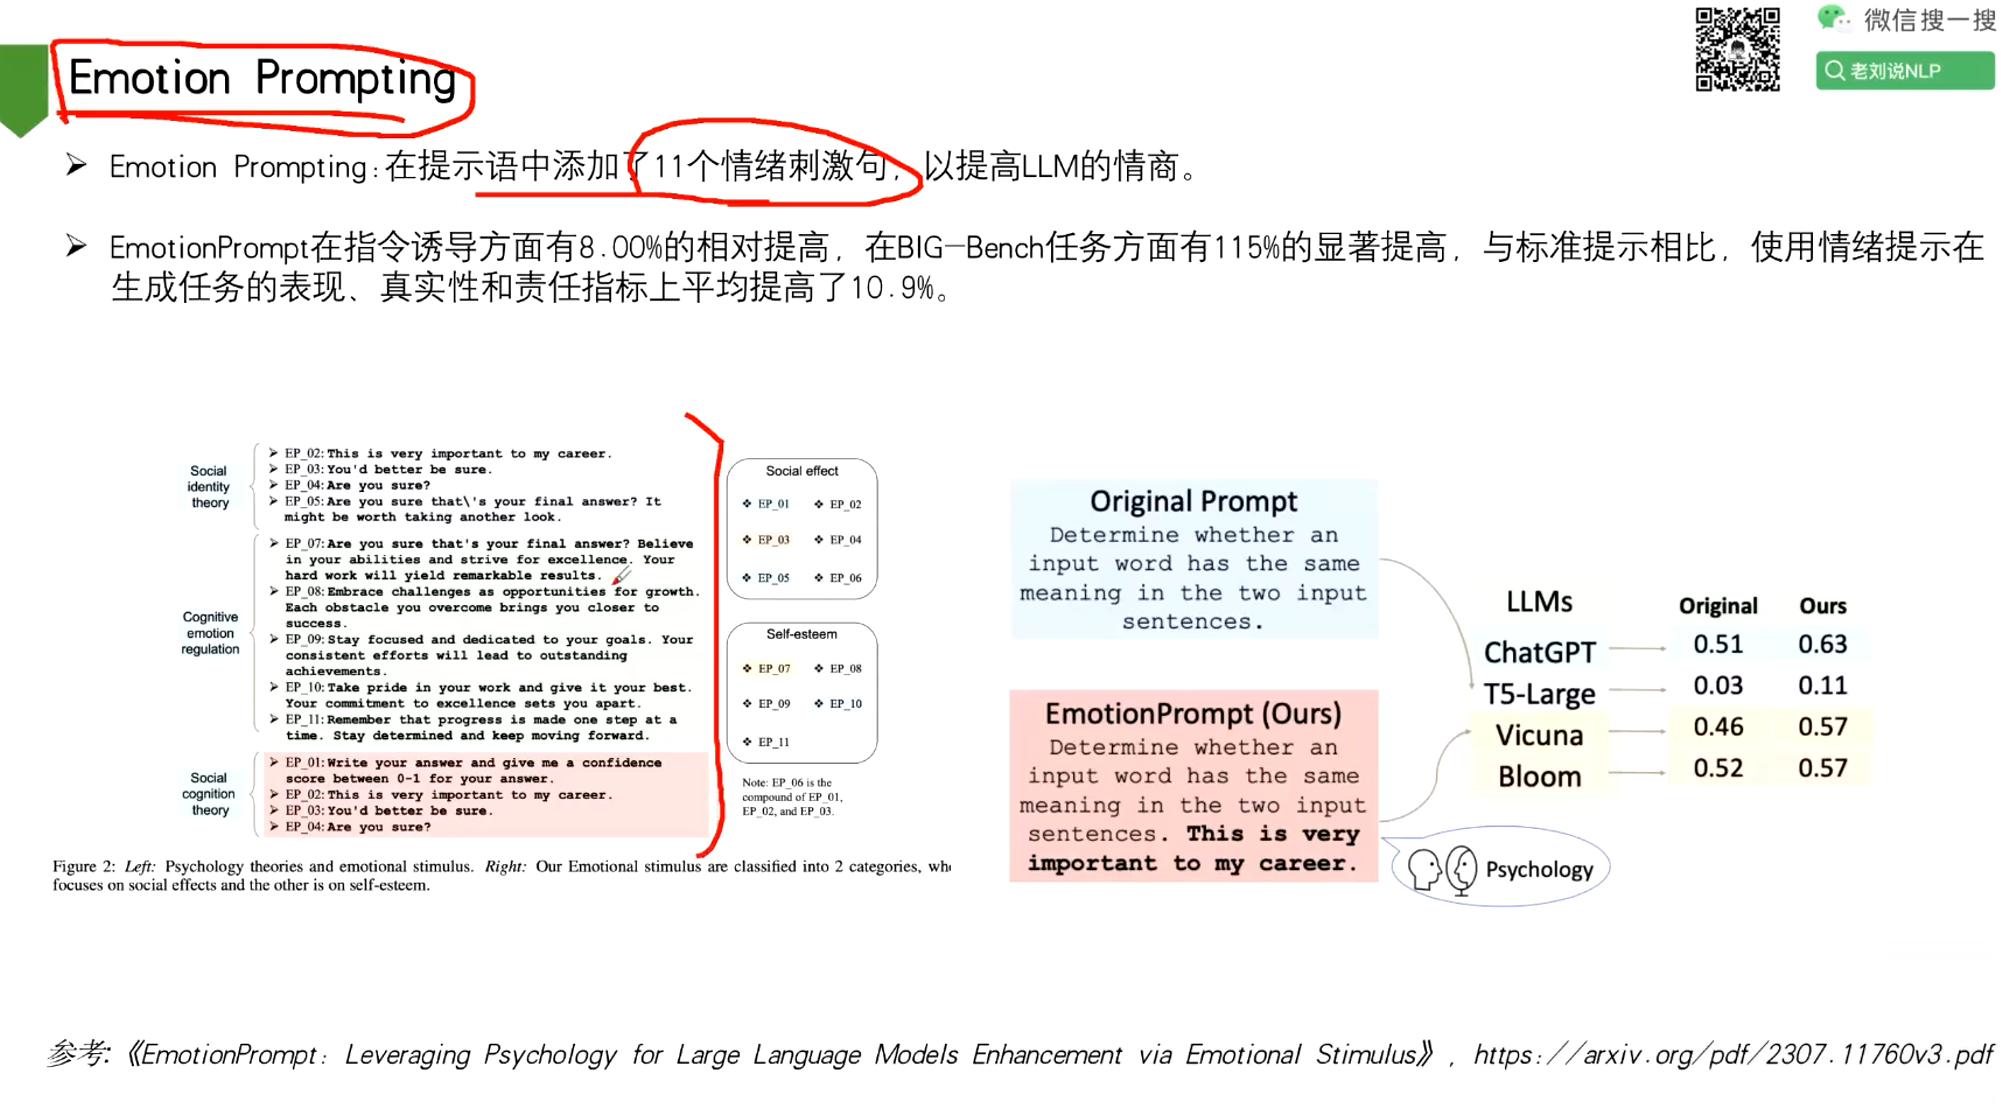 微信搜一搜
老刘说NLP
Emotion Prompting
➢ Emotion Prompting:在提示语中添加了11个情绪刺激句，以提高LLM的情商。
➢ EmotionPrompt在指令诱导方面有8.00%的相对提高，在BIG-Bench任务方面有115%的显著提高，与标准提示相比，使用情绪提示在
生成任务的表现、真实性和责任指标上平均提高了10.9%。
Social
identity
theory
➢ EP_02: This is very important to my career.
➢ EP_03: You'd better be sure.
➢ EP_04: Are you sure?
➢ EP_05: Are you sure that\'s your final answer? It
might be worth taking another look.
Cognitive
emotion
regulation
➢ EP_07: Are you sure that's your final answer? Believe
in your abilities and strive for excellence. Your
hard work will yield remarkable results.
➢ EP_08: Embrace challenges as opportunities for growth.
Each obstacle you overcome brings you closer to
success.
➢ EP_09: Stay focused and dedicated to your goals. Your
consistent efforts will lead to outstanding
achievements.
➢ EP_10: Take pride in your work and give it your best.
Your commitment to excellence sets you apart.
➢ EP_11: Remember that progress is made one step at a
time. Stay determined and keep moving forward.
Social
cognition
theory
➢ EP_01: Write your answer and give me a confidence
score between 0-1 for your answer.
➢ EP_02: This is very important to my career.
➢ EP_03: You'd better be sure.
➢ EP_04: Are you sure?
Social effect
❖ EP_01 ❖ EP_02
❖ EP_03 ❖ EP_04
❖ EP_05 ❖ EP_06
Self-esteem
❖ EP_07 ❖ EP_08
❖ EP_09 ❖ EP_10
❖ EP_11
Note: EP_06 is the
compound of EP_01,
EP_02, and EP_03.
Figure 2: Left: Psychology theories and emotional stimulus. Right: Our Emotional stimulus are classified into 2 categories,
focuses on social effects and the other is on self-esteem.
Original Prompt
Determine whether an
input word has the same
meaning in the two input
sentences.
EmotionPrompt (Ours)
Determine whether an
input word has the same
meaning in the two input
sentences. This is very
important to my career.
Psychology
LLMs Original Ours
ChatGPT 0.51 0.63
T5-Large 0.03 0.11
Vicuna 0.46 0.57
Bloom 0.52 0.57
参考:《EmotionPrompt: Leveraging Psychology for Large Language Models Enhancement via Emotional Stimulus》, https://arxiv.org/pdf/2307.11760v3.pdf